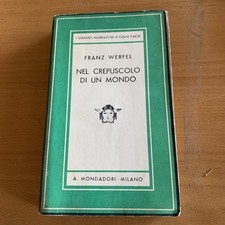 I GRANDI NARRATORI D'OGNI PAESE
FRANZ WERFEL
NEL CREPUSCOLO
DI UN MONDO
A. MONDADORI - MILANO